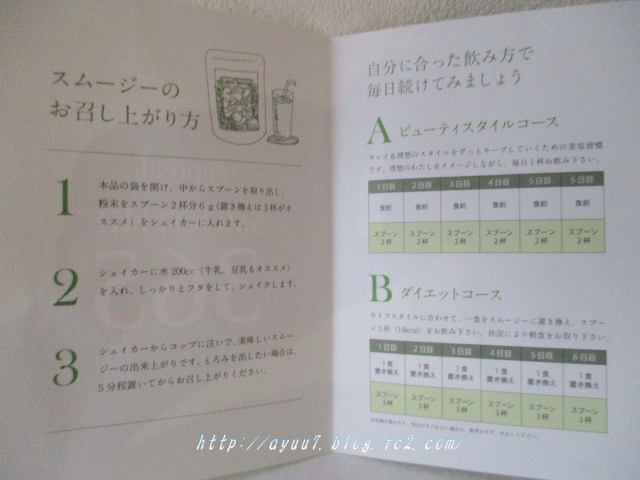 スムージーの
お召し上がり方
1
本品の袋を開け、中からスプーンを取り出し、
粉末をスプーン2杯分6g(置き換えは3杯がオ
ススメ)をシェイカーに入れます。
2
シェイカーに水200cc(牛乳、豆乳もオススメ)
を入れ、しっかりとフタをして、シェイクします。
3
シェイカーからコップに注いで、美味しいスムー
ジーの出来上がりです。とろみを出したい場合は、
5分程置いてからお召し上がりください。
自分に合った飲み方で
毎日続けてみましょう
A ビューティスタイルコース
キレイ&理想のスタイルをずっとキープしていくための美容習慣
です。理想のわたしをイメージしながら、毎日1杯お飲み下さい。
1日目 2日目 3日目 4日目 5日目 6日目
食前 食前 食前 食前 食前 食前
スプーン スプーン スプーン スプーン スプーン スプーン
2杯 2杯 2杯 2杯 2杯 2杯
B ダイエットコース
ライフスタイルに合わせて、一食をスムージーに置き換え、スプー
ン3杯(16kcal)をお飲み下さい。状況により軽食をお取り下さい。
1日目 2日目 3日目 4日目 5日目 6日目
1食 1食 1食 1食 1食 1食
置き換え 置き換え 置き換え 置き換え 置き換え 置き換え
スプーン スプーン スプーン スプーン スプーン スプーン
3杯 3杯 3杯 3杯 3杯 3杯
http://ayuu7.blog.fc2.com/